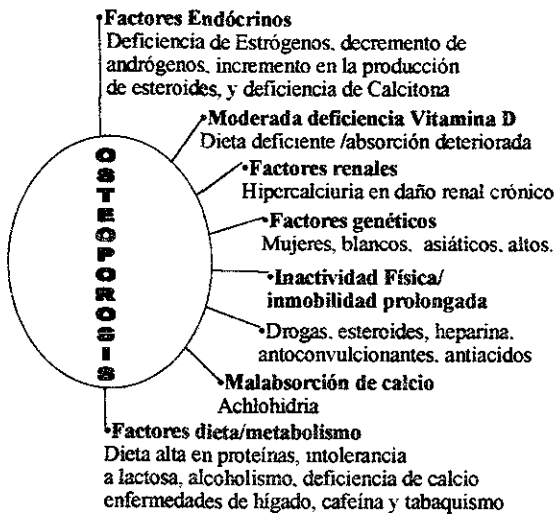 •Factores Endócrinos
Deficiencia de Estrógenos, decremento de
andrógenos, incremento en la producción
de esteroides, y deficiencia de Calcitona
•Moderada deficiencia Vitamina D
Dieta deficiente /absorción deteriorada
•Factores renales
Hipercalciuria en daño renal crónico
•Factores genéticos
Mujeres, blancos, asiáticos, altos.
•Inactividad Física/
inmobilidad prolongada
•Drogas, esteroides, heparina,
antoconvulcionantes, antiacidos
•Malabsorción de calcio
Achlohidria
•Factores dieta/metabolismo
Dieta alta en proteínas, intolerancia
a lactosa, alcoholismo, deficiencia de calcio
enfermedades de hígado, cafeína y tabaquismo
OSTEOPOROSIS